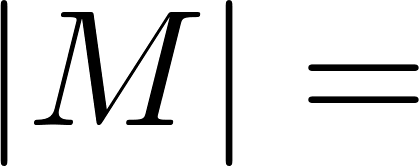 |M| =